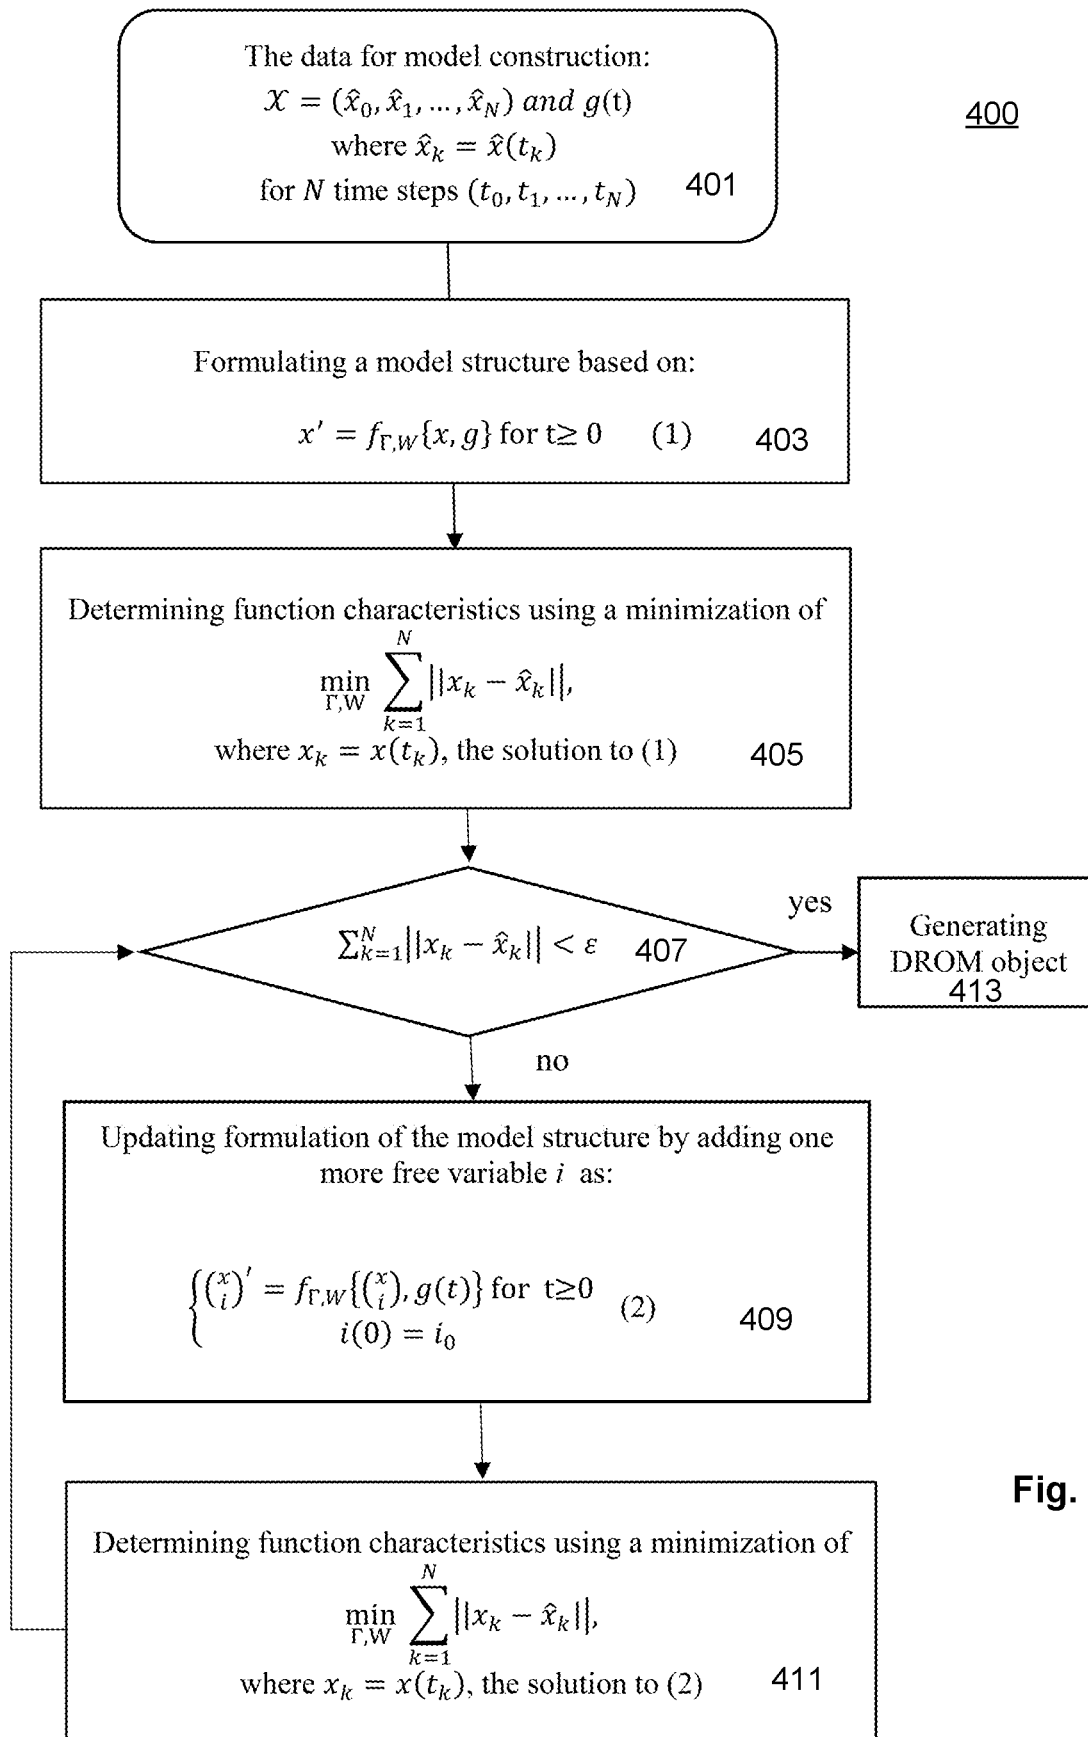 The data for model construction:
𝒳 = (x̂₀, x̂₁, …, x̂_N) and g(t)
where x̂_k = x̂(t_k)
for N time steps (t₀, t₁, …, t_N)
401
400
Formulating a model structure based on:
x′ = f_Γ,W{x, g} for t≥ 0 (1)
403
Determining function characteristics using a minimization of
min_Γ,W ∑_{k=1}^{N} ||x_k − x̂_k||,
where x_k = x(t_k), the solution to (1)
405
∑_{k=1}^{N} ||x_k − x̂_k|| < ε
407
yes
Generating
DROM object
413
no
Updating formulation of the model structure by adding one
more free variable i as:
{(x i)′ = f_Γ,W{(x i), g(t)} for t≥0
i(0) = i₀
(2)
409
Fig.
Determining function characteristics using a minimization of
min_Γ,W ∑_{k=1}^{N} ||x_k − x̂_k||,
where x_k = x(t_k), the solution to (2)
411